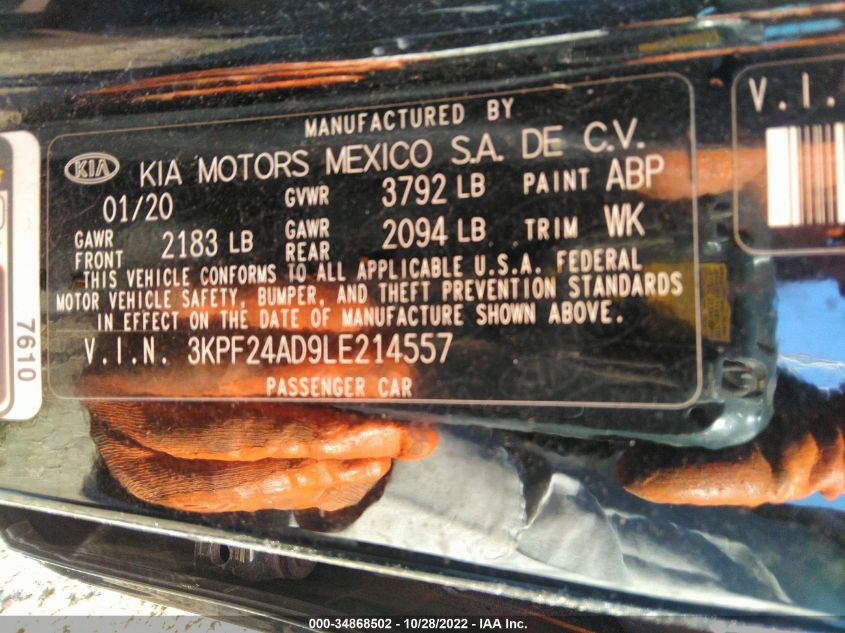 MANUFACTURED BY
KIA KIA MOTORS MEXICO S.A. DE C.V.
01/20 GVWR 3792 LB PAINT ABP
GAWR FRONT 2183 LB GAWR REAR 2094 LB TRIM WK
THIS VEHICLE CONFORMS TO ALL APPLICABLE U.S.A. FEDERAL
MOTOR VEHICLE SAFETY, BUMPER, AND THEFT PREVENTION STANDARDS
IN EFFECT ON THE DATE OF MANUFACTURE SHOWN ABOVE.
V.I.N. 3KPF24AD9LE214557
PASSENGER CAR
V.I.
7610
000-34868502 - 10/28/2022 - IAA Inc.